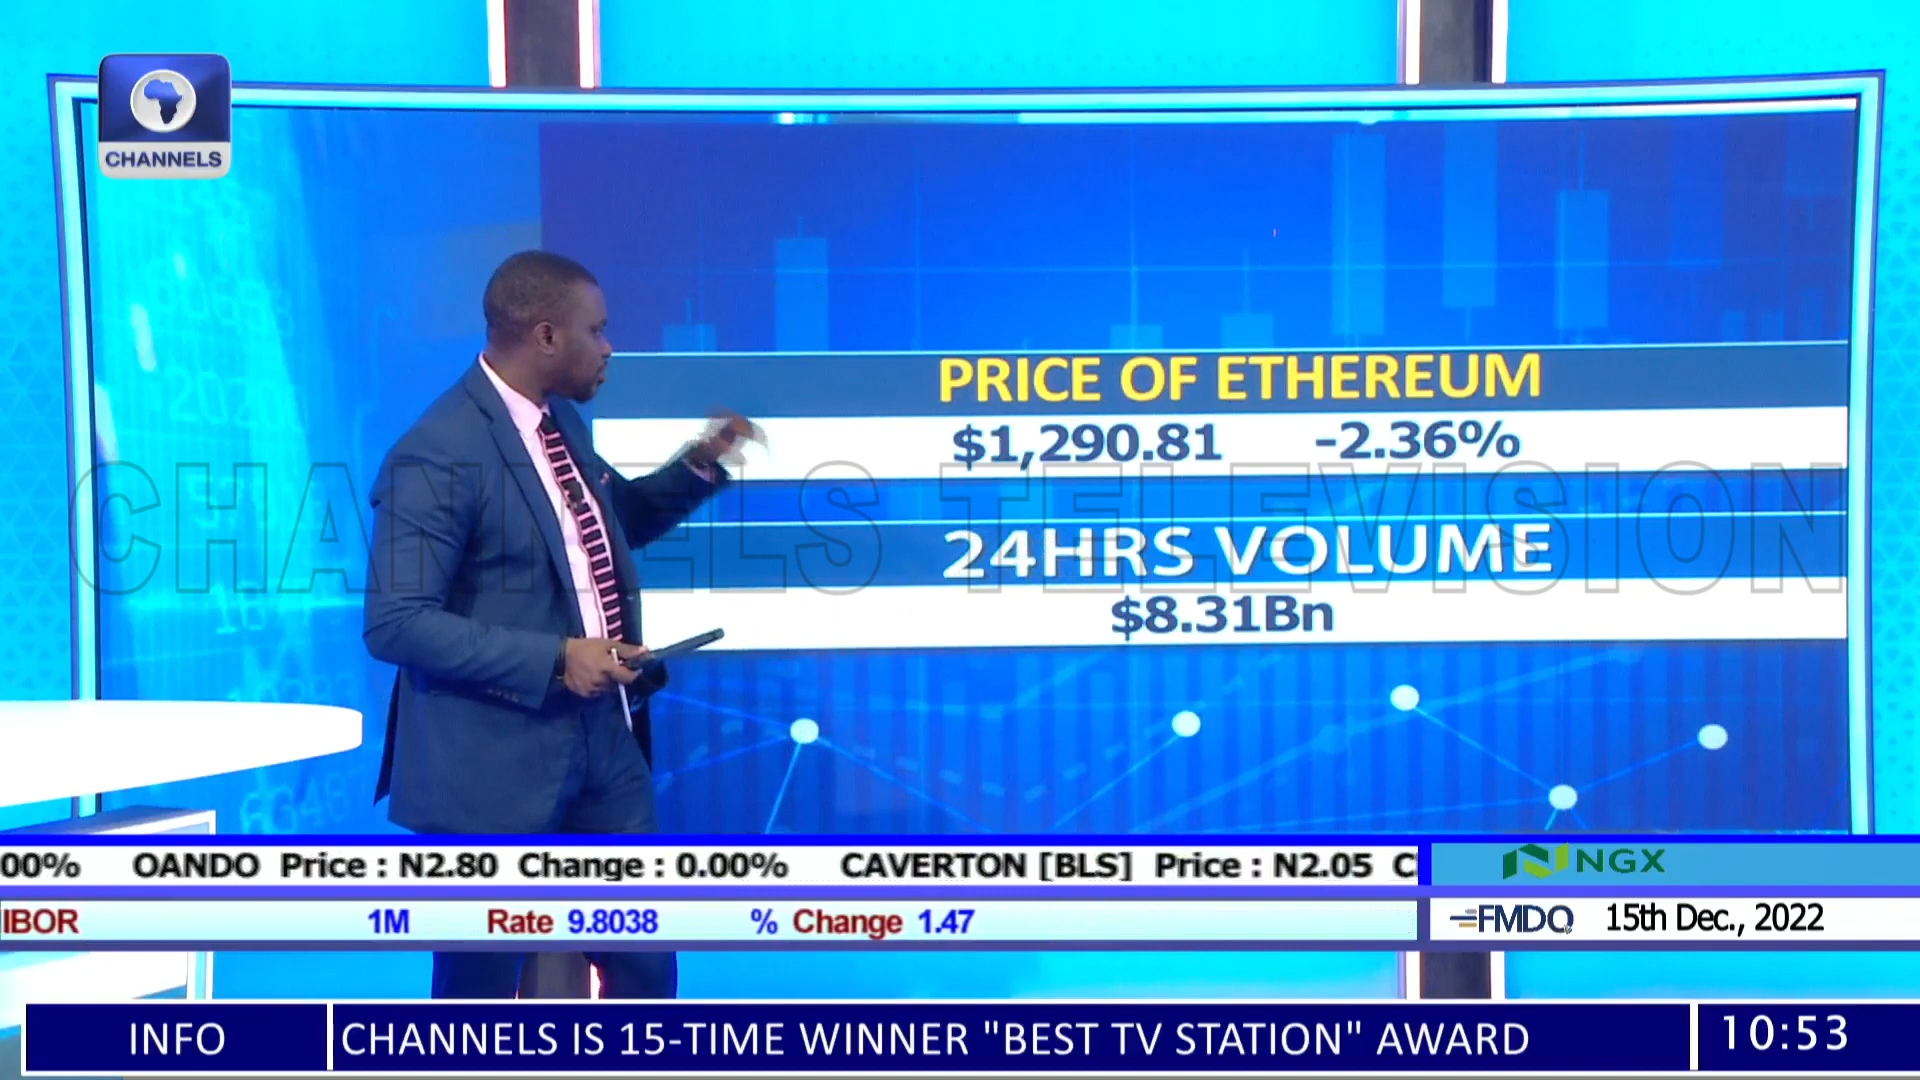 CHANNELS
PRICE OF ETHEREUM
$1,290.81 -2.36%
CHANNELS TELEVISION
24HRS VOLUME
$8.31Bn
00% OANDO Price : N2.80 Change : 0.00% CAVERTON [BLS] Price : N2.05 C
NGX
IBOR 1M Rate 9.8038 % Change 1.47
FMDQ 15th Dec., 2022
INFO CHANNELS IS 15-TIME WINNER "BEST TV STATION" AWARD 10:53